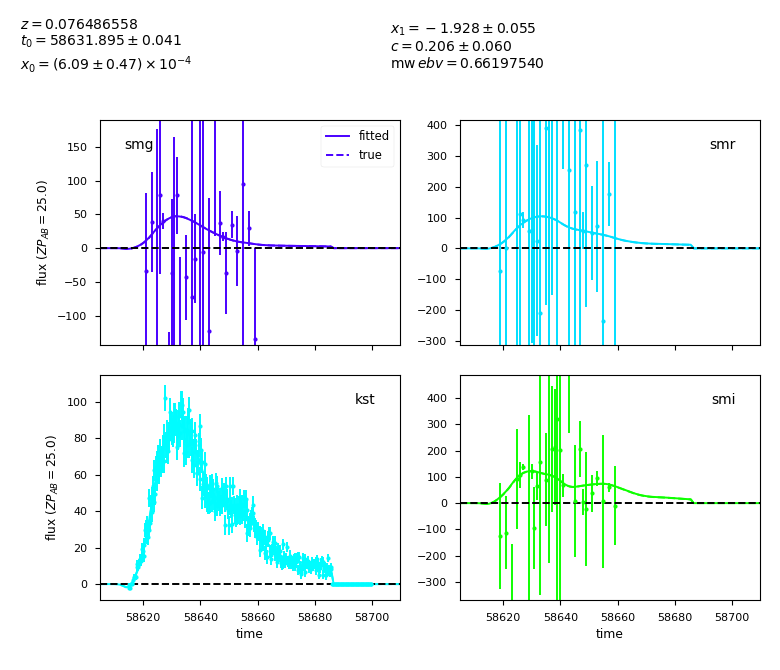 z = 0.076486558
t₀ = 58631.895 ± 0.041
x₀ = (6.09 ± 0.47) × 10⁻⁴
x₁ = −1.928 ± 0.055
c = 0.206 ± 0.060
mw ebv = 0.66197540
smg
fitted
true
150
100
50
0
−50
−100
flux (ZP_AB = 25.0)
smr
400
300
200
100
0
−100
−200
−300
kst
100
80
60
40
20
0
flux (ZP_AB = 25.0)
58620
58640
58660
58680
58700
time
smi
400
300
200
100
0
−100
−200
−300
58620
58640
58660
58680
58700
time